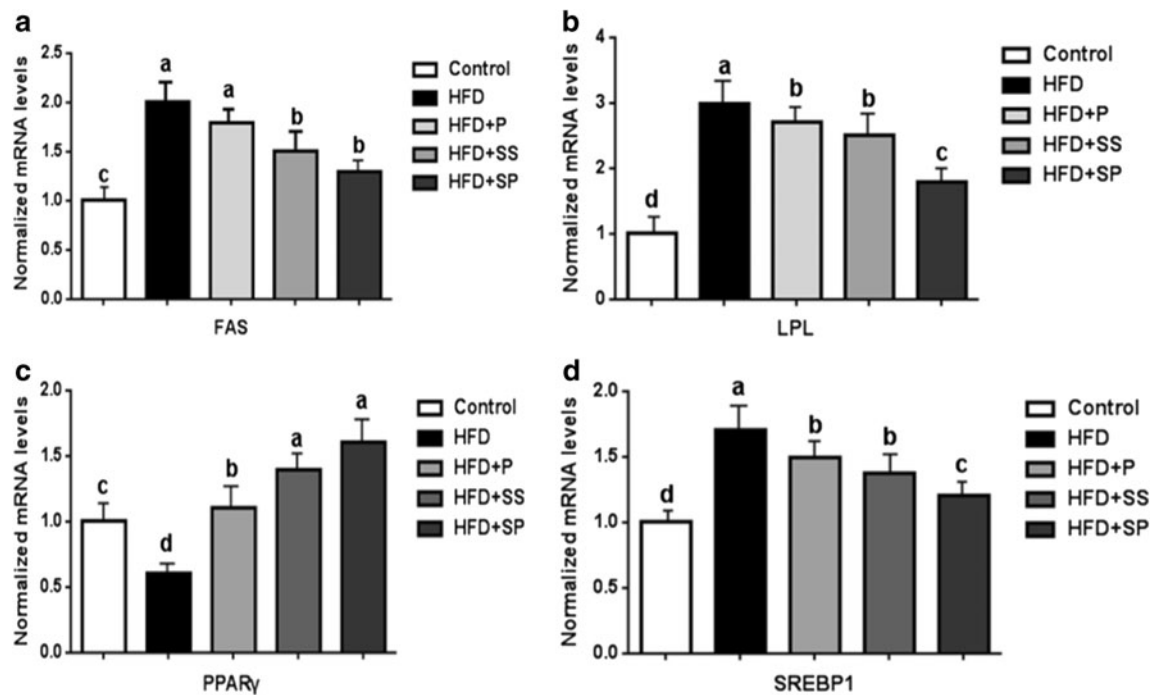 a
Normalized mRNA levels
2.5
2.0
1.5
1.0
0.5
0.0
c
a
a
b
b
FAS
Control
HFD
HFD+P
HFD+SS
HFD+SP
b
Normalized mRNA levels
4
3
2
1
0
d
a
b
b
c
LPL
Control
HFD
HFD+P
HFD+SS
HFD+SP
c
Normalized mRNA levels
2.0
1.5
1.0
0.5
0.0
c
d
b
a
a
PPARγ
Control
HFD
HFD+P
HFD+SS
HFD+SP
d
Normalized mRNA levels
2.0
1.5
1.0
0.5
0.0
d
a
b
b
c
SREBP1
Control
HFD
HFD+P
HFD+SS
HFD+SP